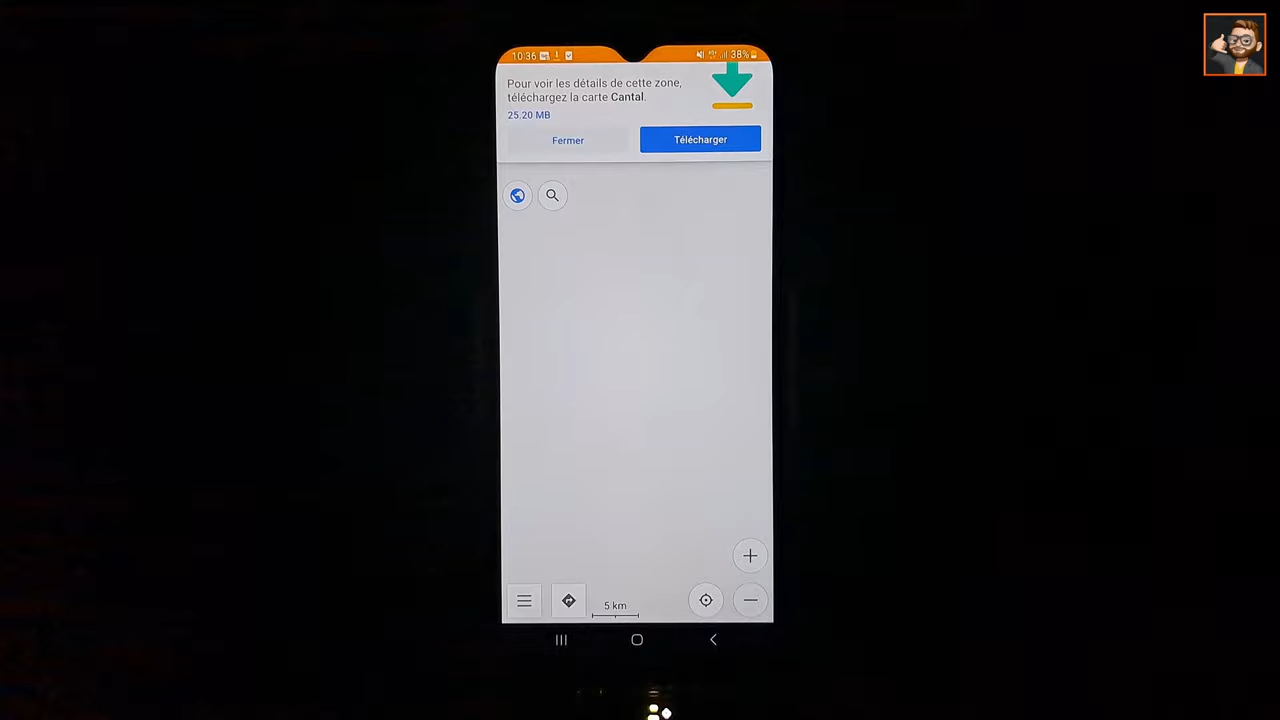 10:36 38%
Pour voir les détails de cette zone,
téléchargez la carte Cantal.
25.20 MB
Fermer Télécharger
5 km